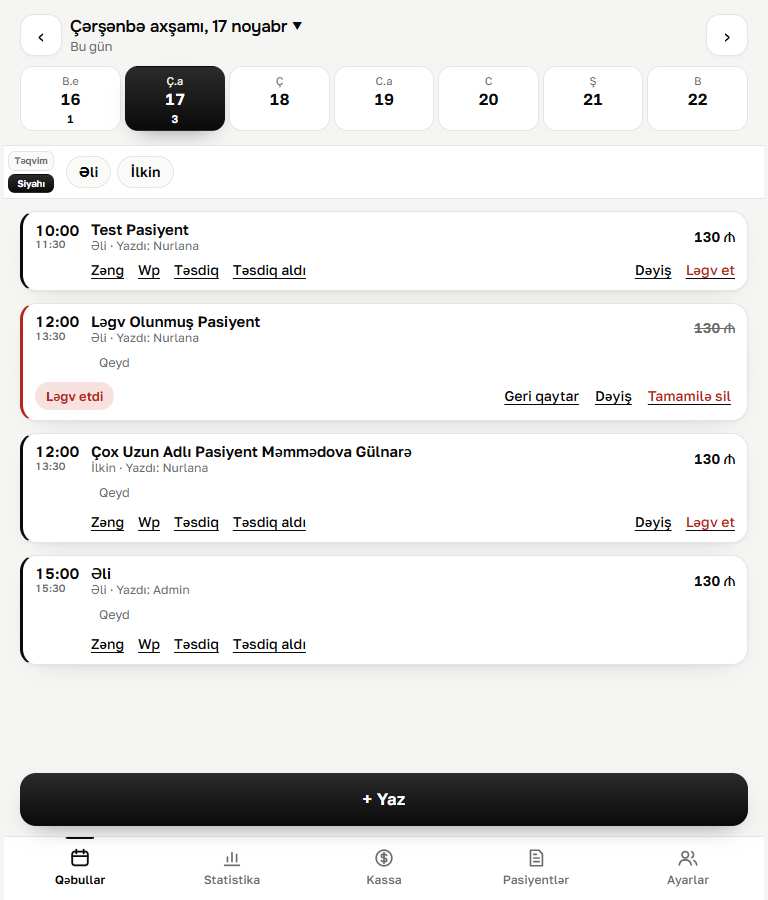 ‹
Çərşənbə axşamı, 17 noyabr ▼
Bu gün
›
B.e Ç.a Ç C.a C Ş B
16 17 18 19 20 21 22
1 3
Təqvim
Siyahı
Əli İlkin
10:00 Test Pasiyent 130 ₼
11:30 Əli · Yazdı: Nurlana
Zəng Wp Təsdiq Təsdiq aldı Dəyiş Ləgv et
12:00 Ləgv Olunmuş Pasiyent 130 ₼
13:30 Əli · Yazdı: Nurlana
Qeyd
Ləgv etdi Geri qaytar Dəyiş Tamamilə sil
12:00 Çox Uzun Adlı Pasiyent Məmmədova Gülnarə 130 ₼
13:30 İlkin · Yazdı: Nurlana
Qeyd
Zəng Wp Təsdiq Təsdiq aldı Dəyiş Ləgv et
15:00 Əli 130 ₼
15:30 Əli · Yazdı: Admin
Qeyd
Zəng Wp Təsdiq Təsdiq aldı
+ Yaz
Qəbullar Statistika Kassa Pasiyentlər Ayarlar